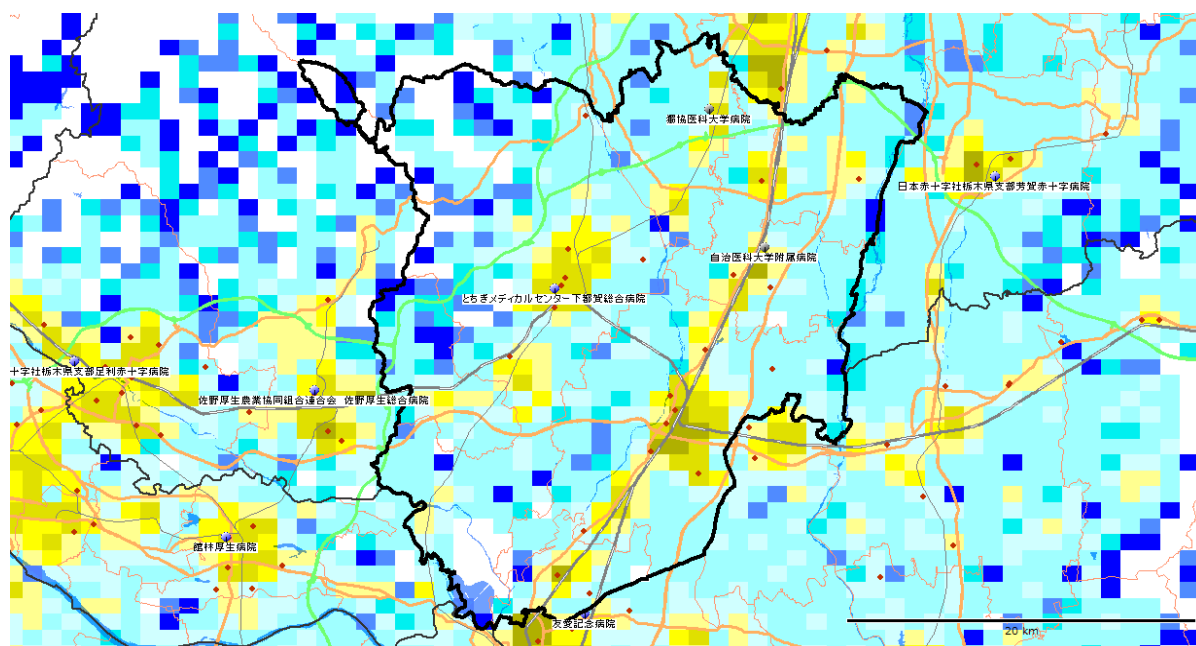 獨協医科大学病院
日本赤十字社栃木県支部芳賀赤十字病院
自治医科大学附属病院
とちぎメディカルセンター下都賀総合病院
十字社栃木県支部足利赤十字病院
佐野厚生農業協同組合連合会 佐野厚生総合病院
館林厚生病院
友愛記念病院
20 km